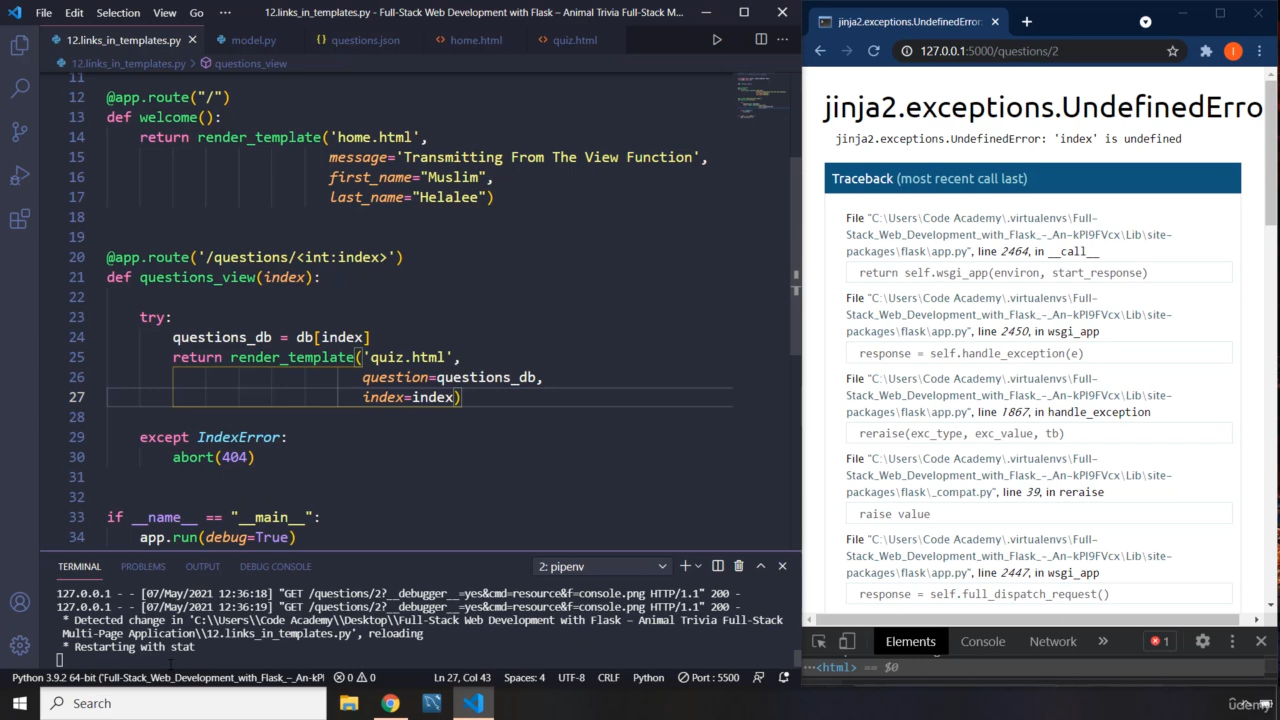 File Edit Selection View Go ··· 12.links_in_templates.py - Full-Stack Web Development with Flask – Animal Trivia Full-Stack M...
12.links_in_templates.py model.py questions.json home.html quiz.html
12.links_in_templates.py > questions_view
11
12 @app.route("/")
13 def welcome():
14 return render_template('home.html',
15 message='Transmitting From The View Function',
16 first_name="Muslim",
17 last_name="Helalee")
18
19
20 @app.route('/questions/<int:index>')
21 def questions_view(index):
22
23 try:
24 questions_db = db[index]
25 return render_template('quiz.html',
26 question=questions_db,
27 index=index)
28
29 except IndexError:
30 abort(404)
31
32
33 if __name__ == "__main__":
34 app.run(debug=True)
TERMINAL PROBLEMS OUTPUT DEBUG CONSOLE 2: pipenv
127.0.0.1 - - [07/May/2021 12:36:18] "GET /questions/2?__debugger__=yes&cmd=resource&f=console.png HTTP/1.1" 200 -
127.0.0.1 - - [07/May/2021 12:36:19] "GET /questions/2?__debugger__=yes&cmd=resource&f=console.png HTTP/1.1" 200 -
* Detected change in 'C:\\Users\\Code Academy\\Desktop\\Full-Stack Web Development with Flask – Animal Trivia Full-Stack
Multi-Page Application\\12.links_in_templates.py', reloading
* Restarting with stat
Python 3.9.2 64-bit ck_Web_Development_with_Flask_-_An-kPI 0 0 Ln 27, Col 43 Spaces: 4 UTF-8 CRLF Python Port : 5500
Search
jinja2.exceptions.UndefinedError:
127.0.0.1:5000/questions/2
I
jinja2.exceptions.UndefinedErro
jinja2.exceptions.UndefinedError: 'index' is undefined
Traceback (most recent call last)
File "C:\Users\Code Academy\.virtualenvs\Full-
Stack_Web_Development_with_Flask_-_An-kPI9FVcx\Lib\site-
packages\flask\app.py", line 2464, in __call__
return self.wsgi_app(environ, start_response)
File "C:\Users\Code Academy\.virtualenvs\Full-
Stack_Web_Development_with_Flask_-_An-kPI9FVcx\Lib\site-
packages\flask\app.py", line 2450, in wsgi_app
response = self.handle_exception(e)
File "C:\Users\Code Academy\.virtualenvs\Full-
Stack_Web_Development_with_Flask_-_An-kPI9FVcx\Lib\site-
packages\flask\app.py", line 1867, in handle_exception
reraise(exc_type, exc_value, tb)
File "C:\Users\Code Academy\.virtualenvs\Full-
Stack_Web_Development_with_Flask_-_An-kPI9FVcx\Lib\site-
packages\flask\_compat.py", line 39, in reraise
raise value
File "C:\Users\Code Academy\.virtualenvs\Full-
Stack_Web_Development_with_Flask_-_An-kPI9FVcx\Lib\site-
packages\flask\app.py", line 2447, in wsgi_app
response = self.full_dispatch_request()
Elements Console Network » 1
···<html> == $0
udemy